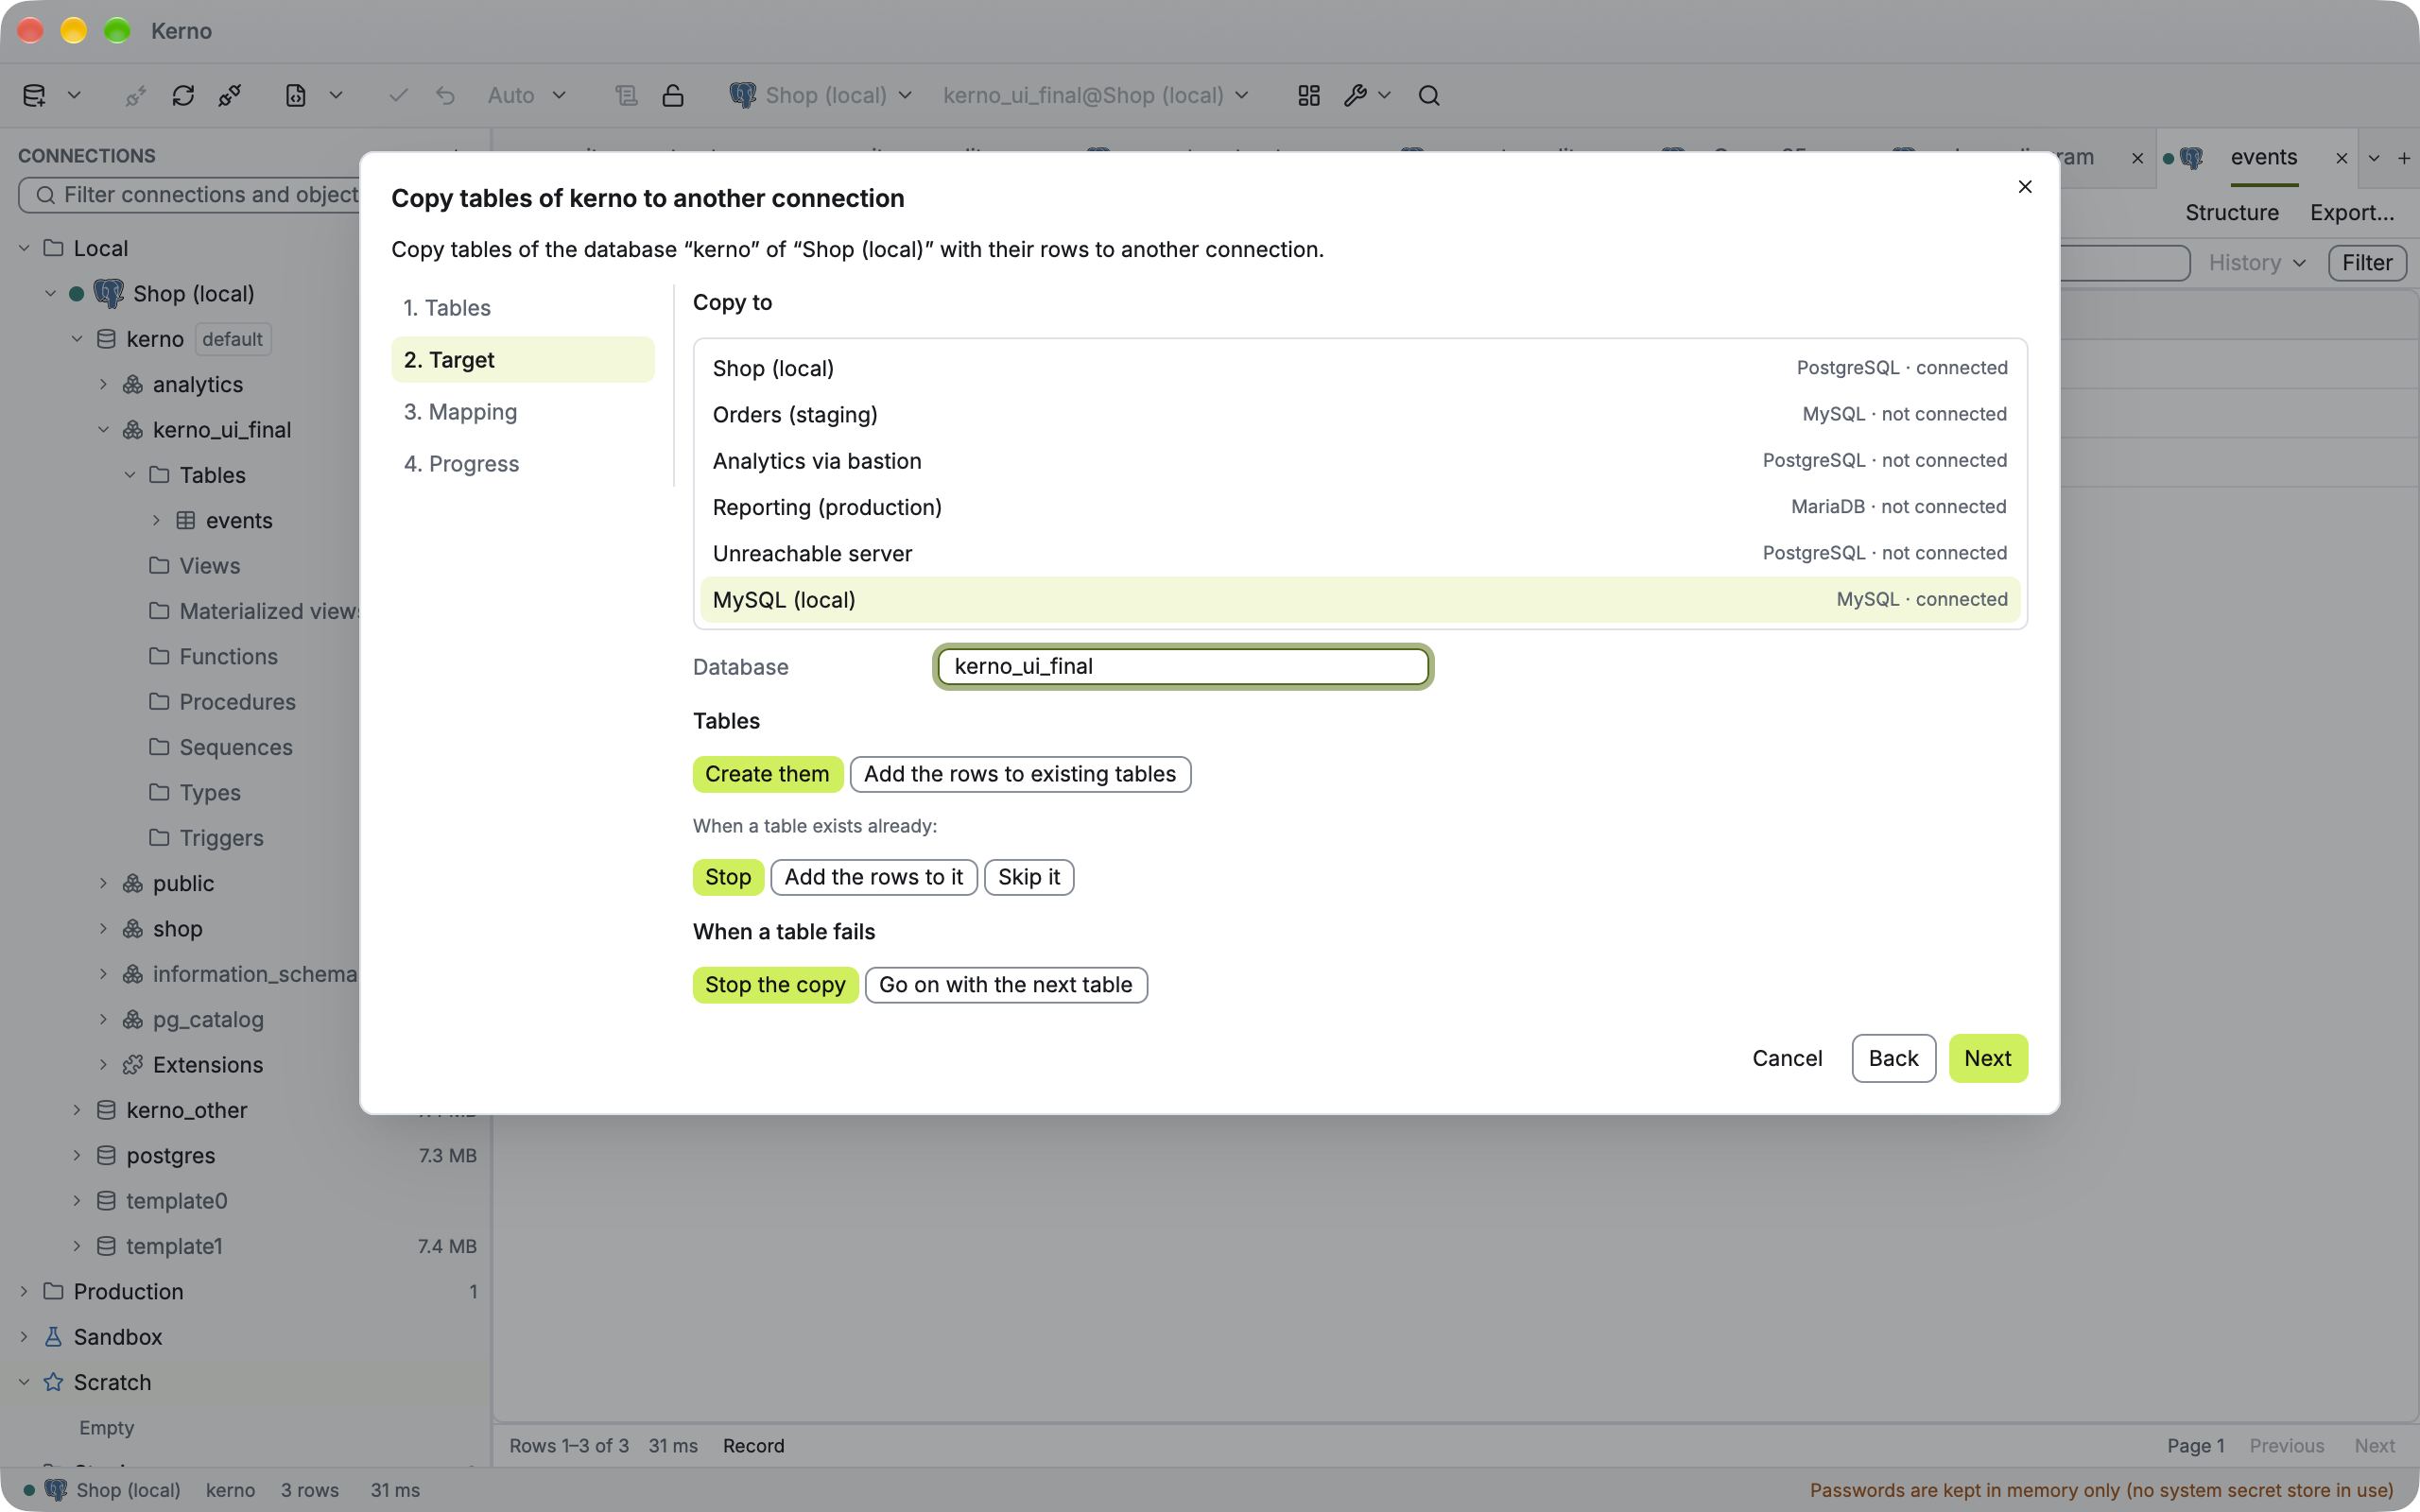 Kerno
Auto
Shop (local)
kerno_ui_final@Shop (local)
CONNECTIONS
events
Filter connections and object
Structure
Export...
History
Filter
Local
Shop (local)
kerno default
analytics
kerno_ui_final
Tables
events
Views
Materialized views
Functions
Procedures
Sequences
Types
Triggers
public
shop
information_schema
pg_catalog
Extensions
kerno_other
postgres 7.3 MB
template0
template1 7.4 MB
Production 1
Sandbox
Scratch
Empty
Copy tables of kerno to another connection
Copy tables of the database “kerno” of “Shop (local)” with their rows to another connection.
1. Tables
2. Target
3. Mapping
4. Progress
Copy to
Shop (local) PostgreSQL · connected
Orders (staging) MySQL · not connected
Analytics via bastion PostgreSQL · not connected
Reporting (production) MariaDB · not connected
Unreachable server PostgreSQL · not connected
MySQL (local) MySQL · connected
Database kerno_ui_final
Tables
Create them Add the rows to existing tables
When a table exists already:
Stop Add the rows to it Skip it
When a table fails
Stop the copy Go on with the next table
Cancel Back Next
Rows 1–3 of 3 31 ms Record
Page 1 Previous Next
Shop (local) kerno 3 rows 31 ms
Passwords are kept in memory only (no system secret store in use)